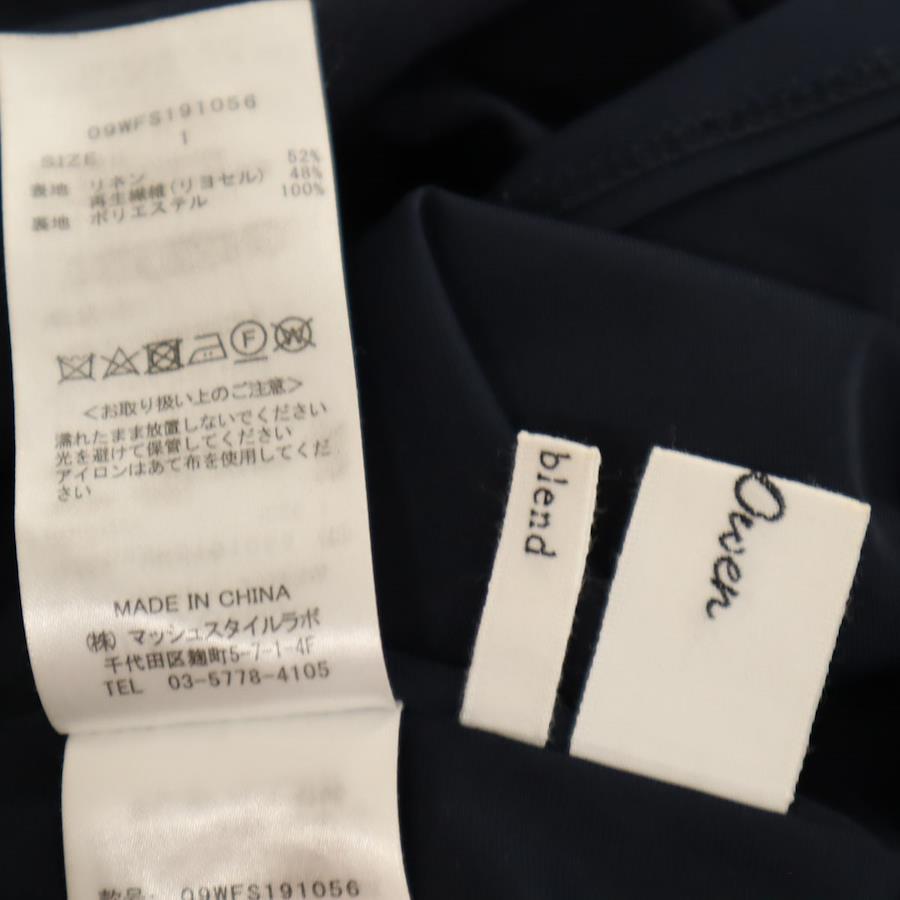 09WFS191056
SIZE 1
表地 リネン 52%
再生繊維(リヨセル) 48%
裏地 ポリエステル 100%
F
W
<お取り扱い上のご注意>
濡れたまま放置しないでください
光を避けて保管してください
アイロンはあて布を使用してくだ
さい
MADE IN CHINA
(株) マッシュスタイルラボ
千代田区麹町5-7-1-4F
TEL 03-5778-4105
款号: 09WFS191056
blend
Owen